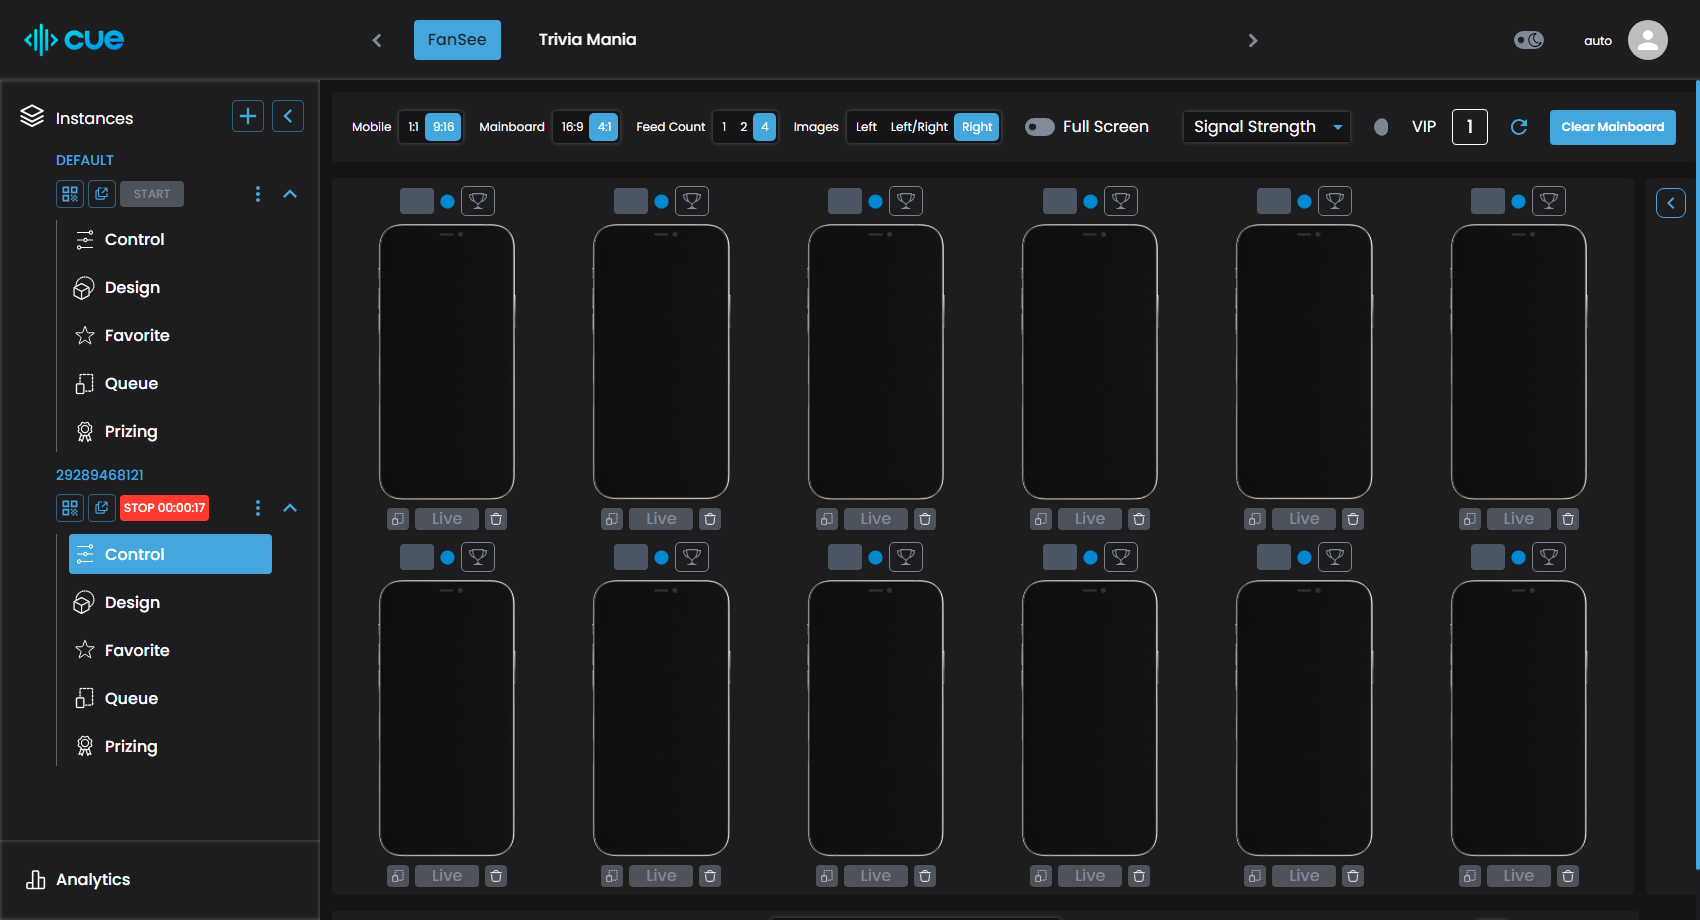 cue
FanSee
Trivia Mania
auto
Instances
DEFAULT
START
Control
Design
Favorite
Queue
Prizing
29289468121
STOP 00:00:17
Control
Design
Favorite
Queue
Prizing
Analytics
Mobile 1:1 9:16 Mainboard 16:9 4:1 Feed Count 1 2 4 Images Left Left/Right Right Full Screen Signal Strength VIP 1 Clear Mainboard
Live Live Live Live Live Live
Live Live Live Live Live Live